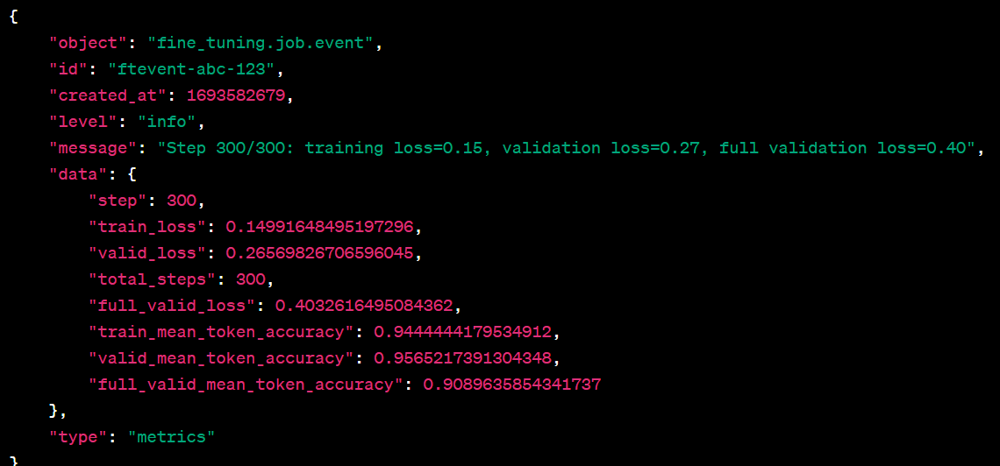 {
    "object": "fine_tuning.job.event",
    "id": "ftevent-abc-123",
    "created_at": 1693582679,
    "level": "info",
    "message": "Step 300/300: training loss=0.15, validation loss=0.27, full validation loss=0.40",
    "data": {
        "step": 300,
        "train_loss": 0.14991648495197296,
        "valid_loss": 0.26569826706596045,
        "total_steps": 300,
        "full_valid_loss": 0.4032616495084362,
        "train_mean_token_accuracy": 0.9444444179534912,
        "valid_mean_token_accuracy": 0.9565217391304348,
        "full_valid_mean_token_accuracy": 0.9089635854341737
    },
    "type": "metrics"
}